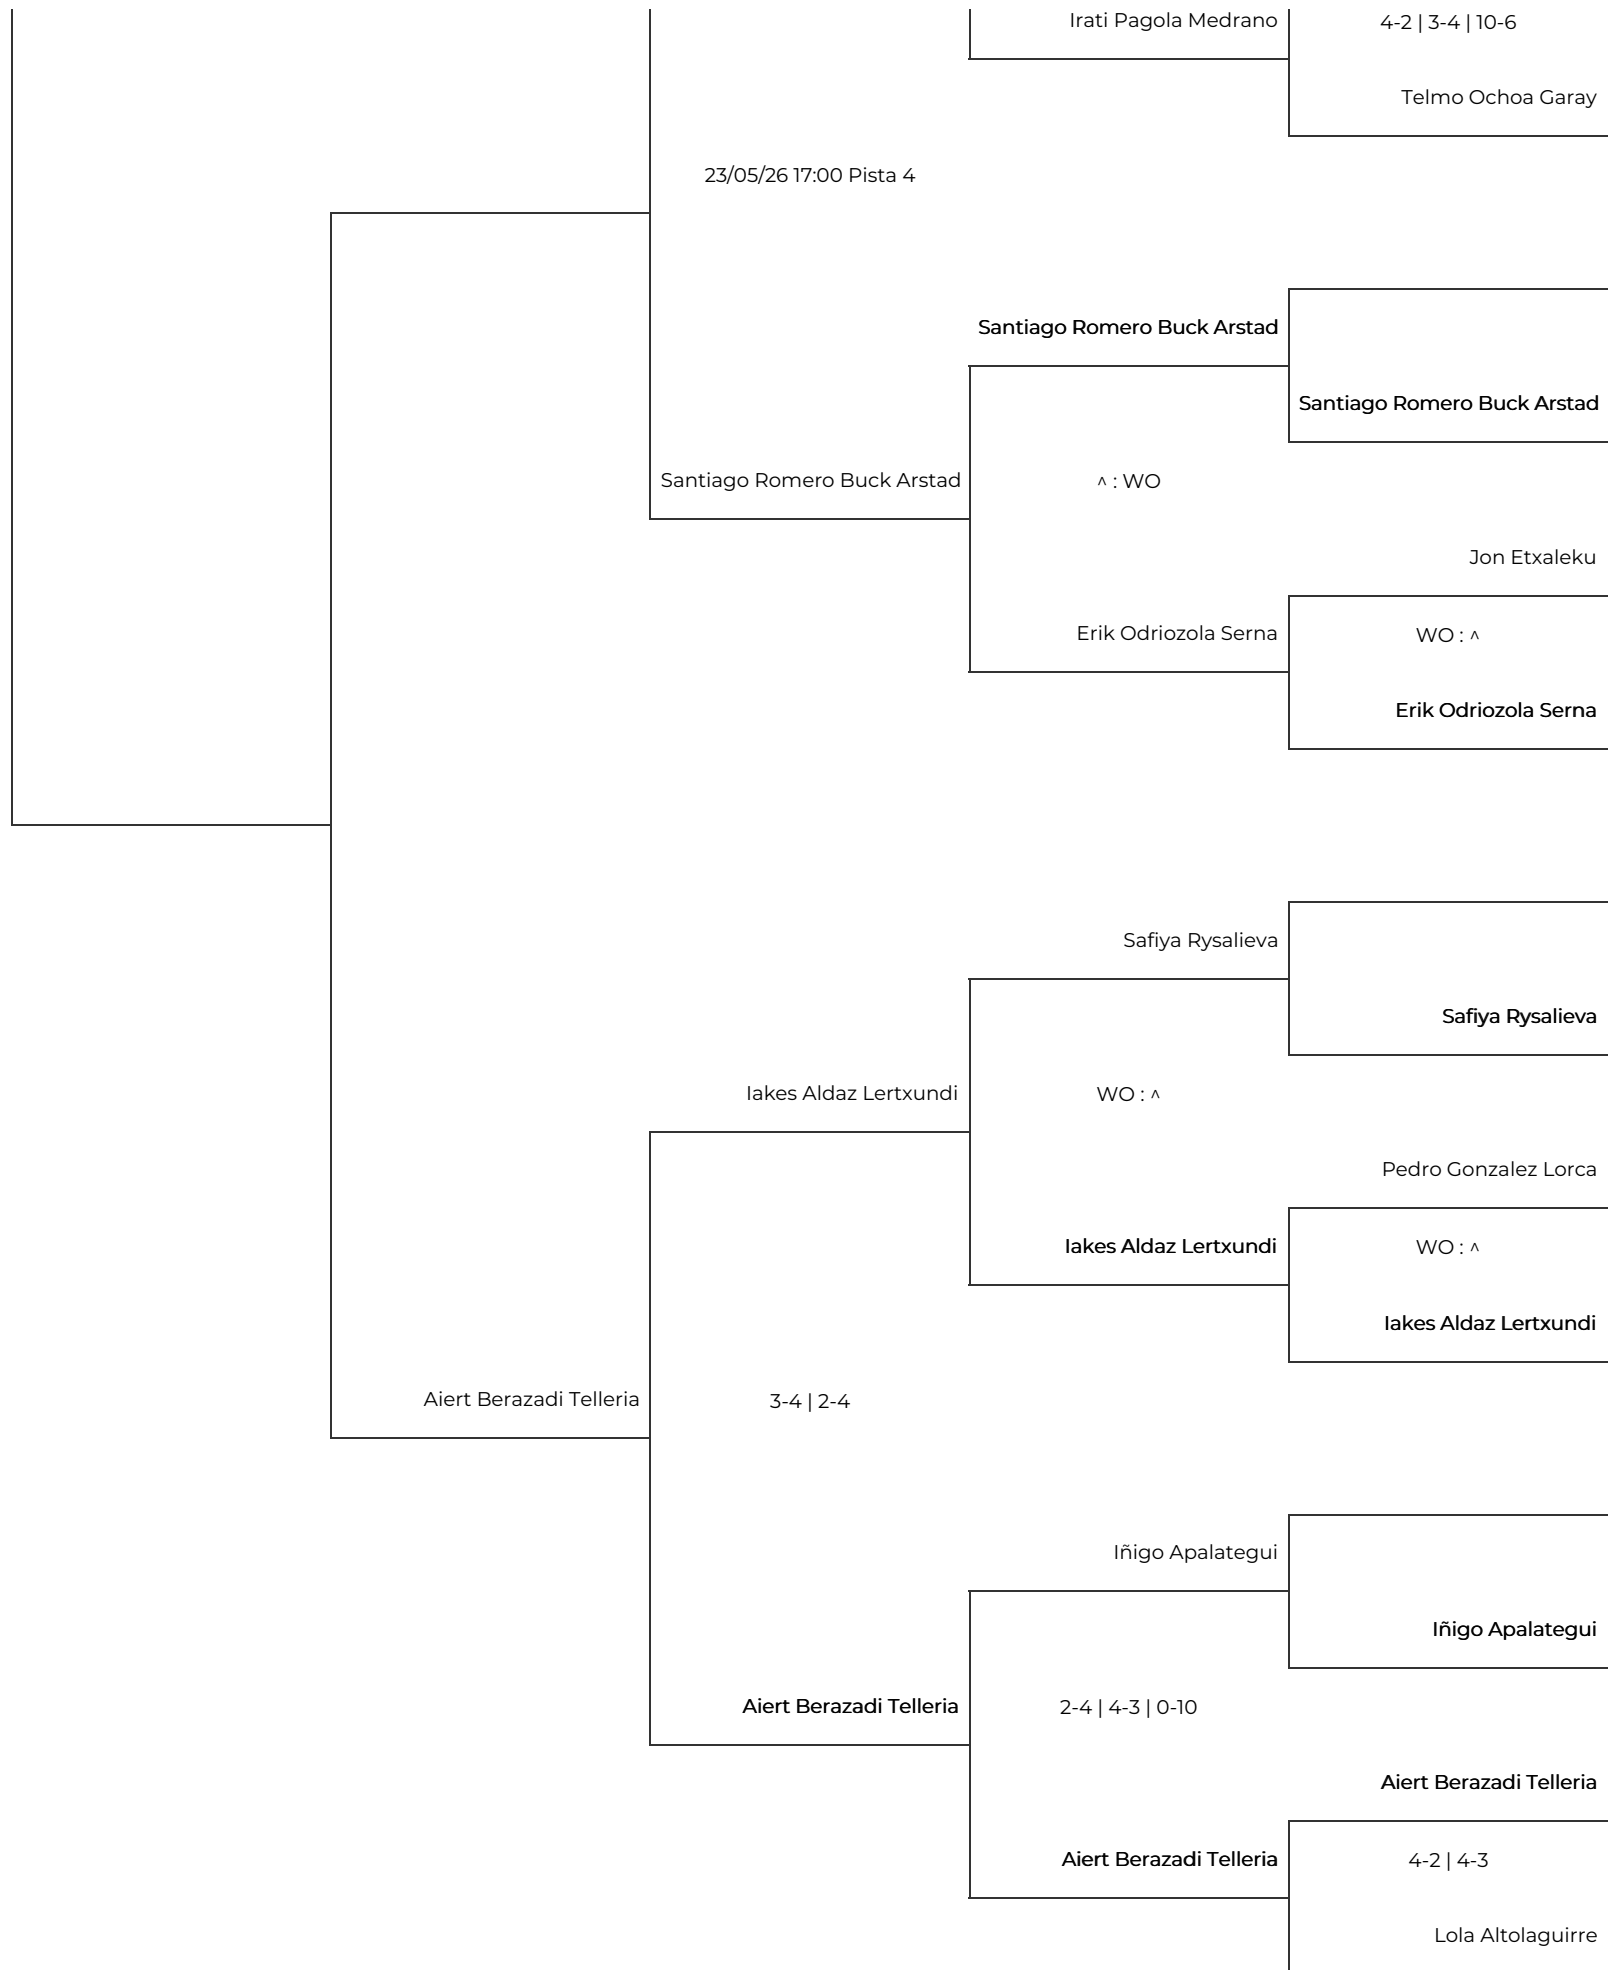 Irati Pagola Medrano
4-2 | 3-4 | 10-6
Telmo Ochoa Garay
23/05/26 17:00 Pista 4
Santiago Romero Buck Arstad
Santiago Romero Buck Arstad
Santiago Romero Buck Arstad
^ : WO
Jon Etxaleku
Erik Odriozola Serna
WO : ^
Erik Odriozola Serna
Safiya Rysalieva
Safiya Rysalieva
Iakes Aldaz Lertxundi
WO : ^
Pedro Gonzalez Lorca
Iakes Aldaz Lertxundi
WO : ^
Iakes Aldaz Lertxundi
Aiert Berazadi Telleria
3-4 | 2-4
Iñigo Apalategui
Iñigo Apalategui
Aiert Berazadi Telleria
2-4 | 4-3 | 0-10
Aiert Berazadi Telleria
Aiert Berazadi Telleria
4-2 | 4-3
Lola Altolaguirre